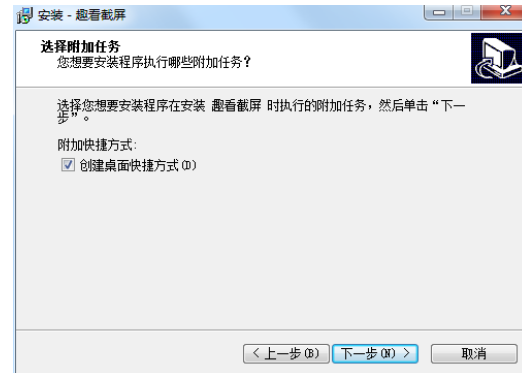 安装 - 趣看截屏
选择附加任务
您想要安装程序执行哪些附加任务?
选择您想要安装程序在安装 趣看截屏 时执行的附加任务，然后单击“下一
步”。
附加快捷方式:
创建桌面快捷方式(D)
< 上一步(B) 下一步(N) > 取消